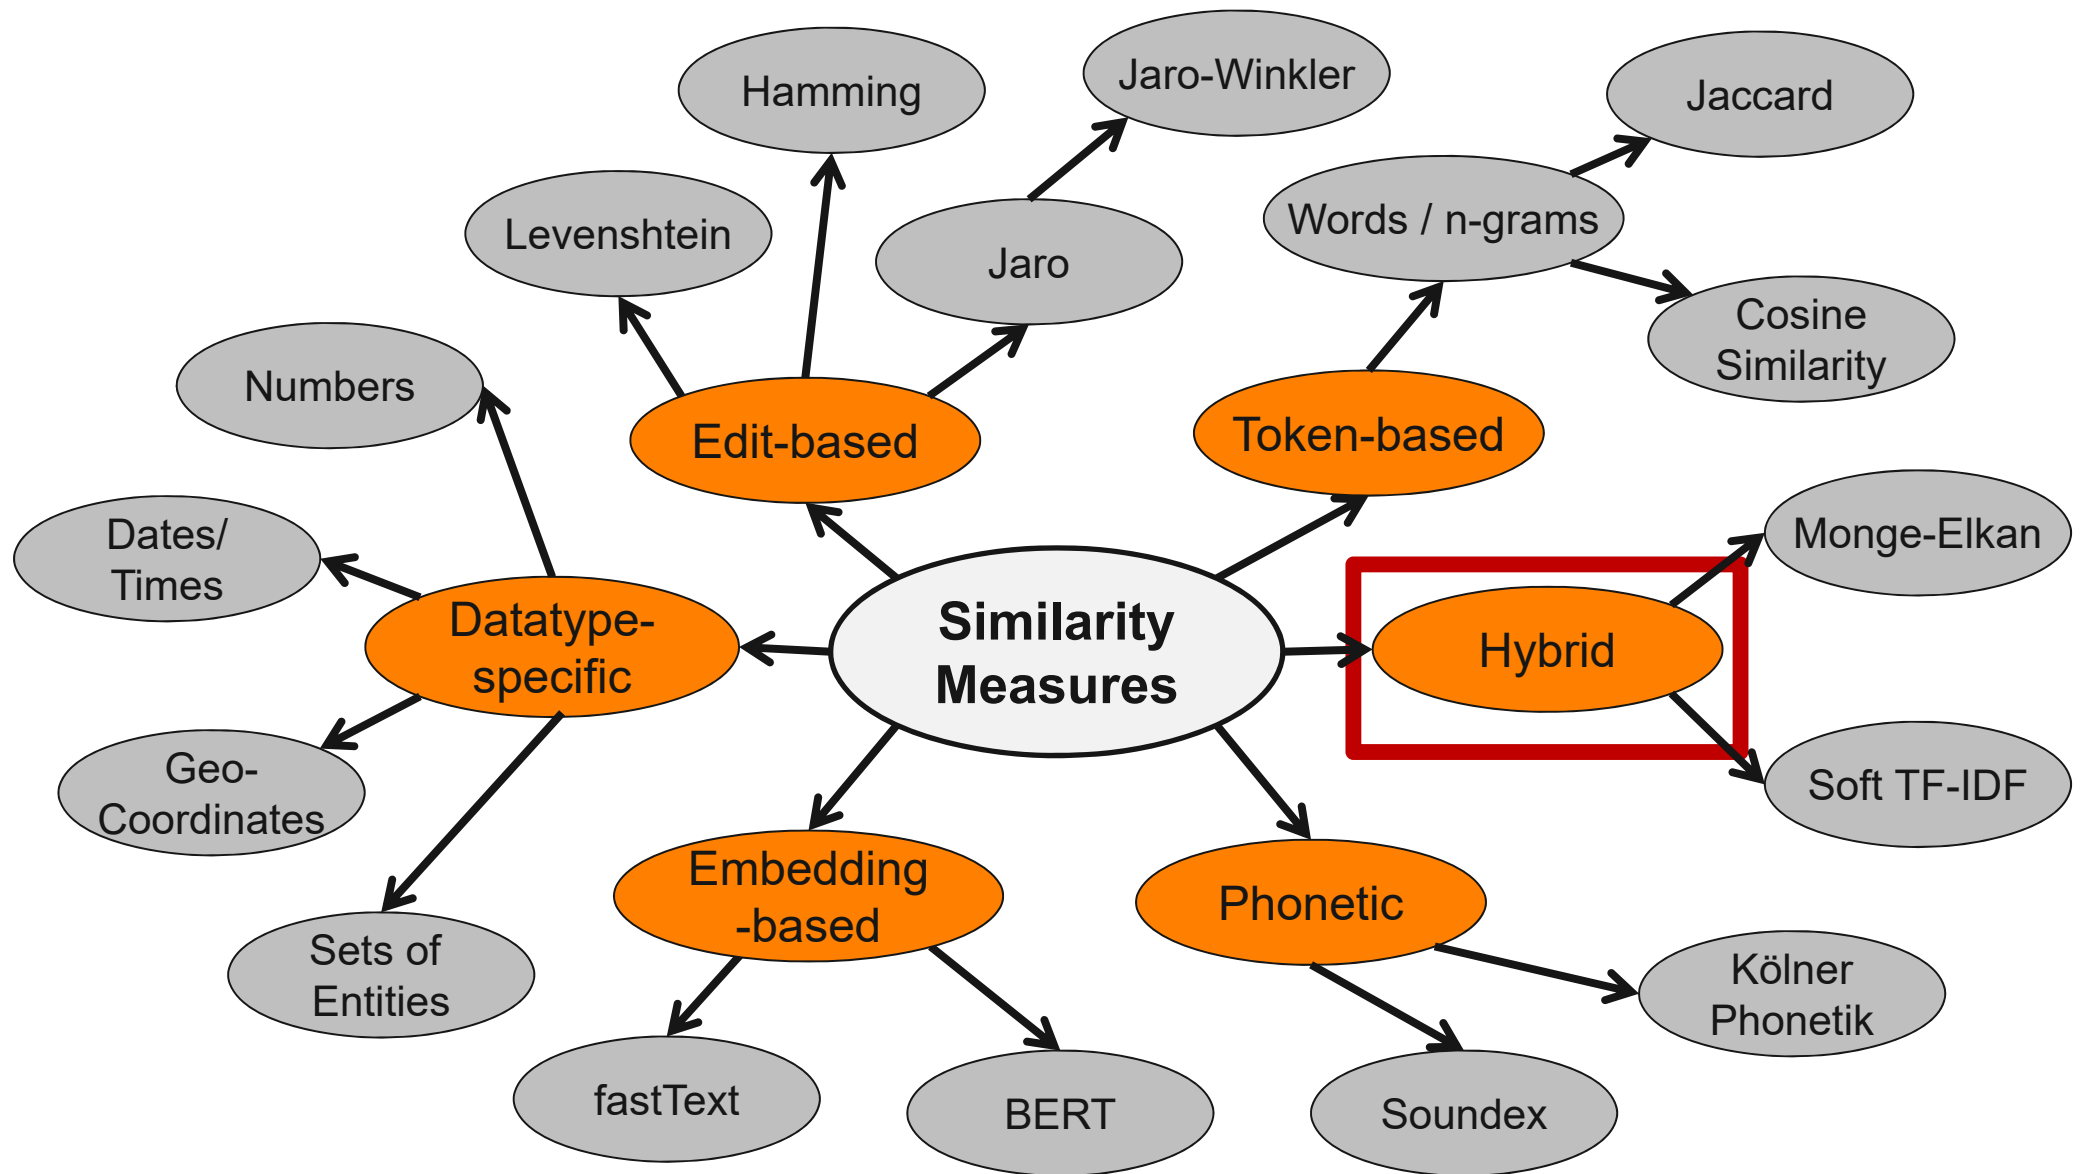 Hamming
Jaro-Winkler
Jaccard
Levenshtein
Jaro
Words / n-grams
Cosine
Similarity
Numbers
Edit-based
Token-based
Dates/
Times
Monge-Elkan
Datatype-
specific
Similarity
Measures
Hybrid
Geo-
Coordinates
Soft TF-IDF
Embedding
-based
Phonetic
Sets of
Entities
Kölner
Phonetik
fastText
BERT
Soundex